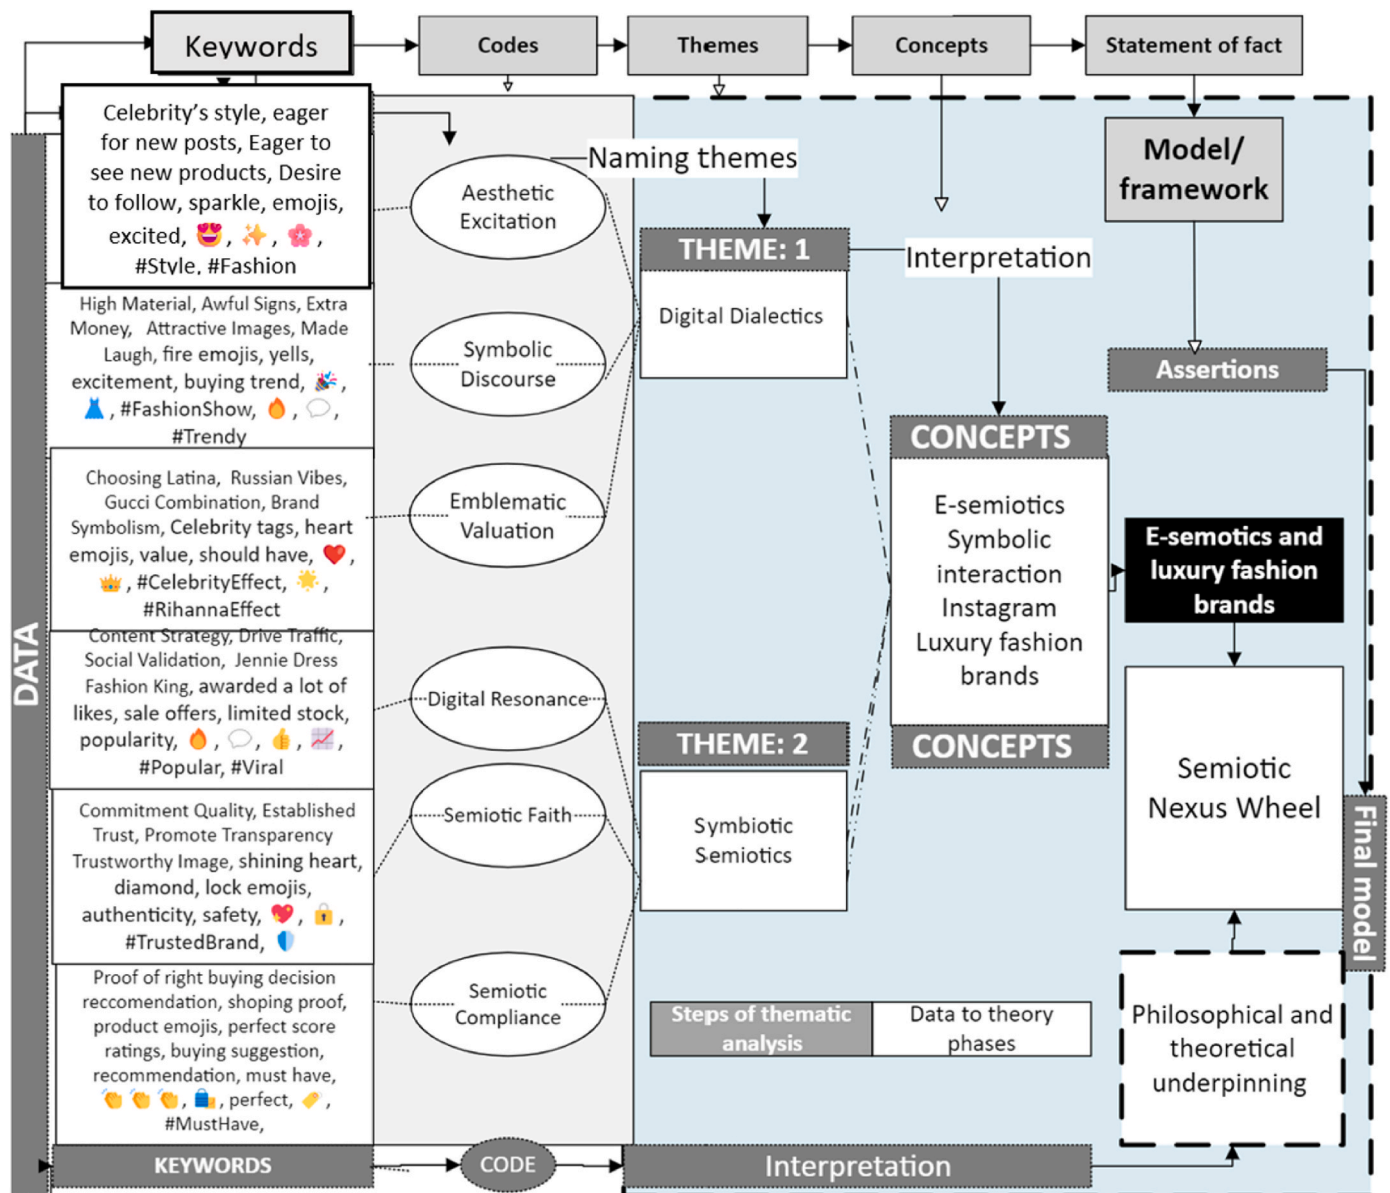 Keywords
Codes
Themes
Concepts
Statement of fact
Celebrity's style, eager
for new posts, Eager to
see new products, Desire
to follow, sparkle, emojis,
excited, 😍, ✨, 🌸,
#Style, #Fashion
High Material, Awful Signs, Extra
Money, Attractive Images, Made
Laugh, fire emojis, yells,
excitement, buying trend, 🎉,
👗, #FashionShow, 🔥, 💬,
#Trendy
Choosing Latina, Russian Vibes,
Gucci Combination, Brand
Symbolism, Celebrity tags, heart
emojis, value, should have, ❤️,
👑, #CelebrityEffect, 🌟,
#RihannaEffect
Content Strategy, Drive Traffic,
Social Validation, Jennie Dress
Fashion King, awarded a lot of
likes, sale offers, limited stock,
popularity, 🔥, 💬, 👍, 📈,
#Popular, #Viral
Commitment Quality, Established
Trust, Promote Transparency
Trustworthy Image, shining heart,
diamond, lock emojis,
authenticity, safety, 💖, 🔒,
#TrustedBrand, 🛡️
Proof of right buying decision
reccomendation, shoping proof,
product emojis, perfect score
ratings, buying suggestion,
recommendation, must have,
👏 👏 👏, 🛍️, perfect, 🏷️,
#MustHave,
DATA
KEYWORDS
Aesthetic
Excitation
Symbolic
Discourse
Emblematic
Valuation
Digital Resonance
Semiotic Faith
Semiotic
Compliance
CODE
Naming themes
THEME: 1
Digital Dialectics
THEME: 2
Symbiotic
Semiotics
Steps of thematic
analysis
Data to theory
phases
Interpretation
Interpretation
CONCEPTS
E-semiotics
Symbolic
interaction
Instagram
Luxury fashion
brands
CONCEPTS
Model/
framework
Assertions
E-semotics and
luxury fashion
brands
Semiotic
Nexus Wheel
Final model
Philosophical and
theoretical
underpinning